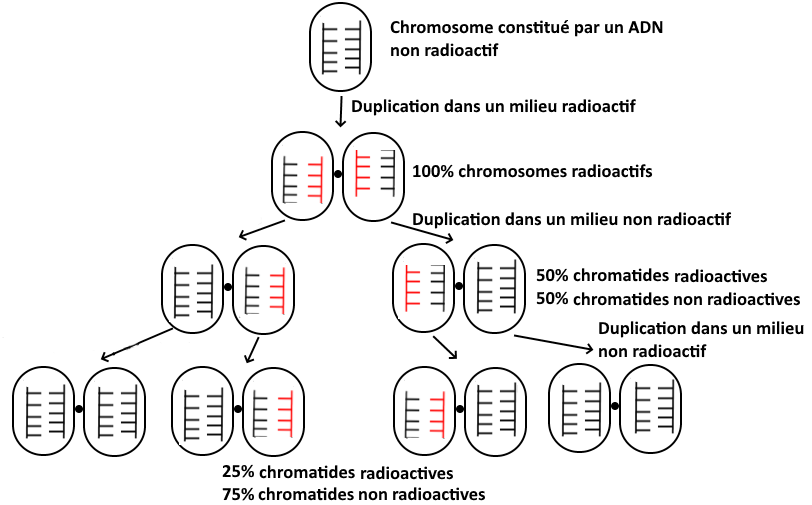 Chromosome constitué par un ADN
non radioactif
Duplication dans un milieu radioactif
100% chromosomes radioactifs
Duplication dans un milieu non radioactif
50% chromatides radioactives
50% chromatides non radioactives
Duplication dans un milieu
non radioactif
25% chromatides radioactives
75% chromatides non radioactives